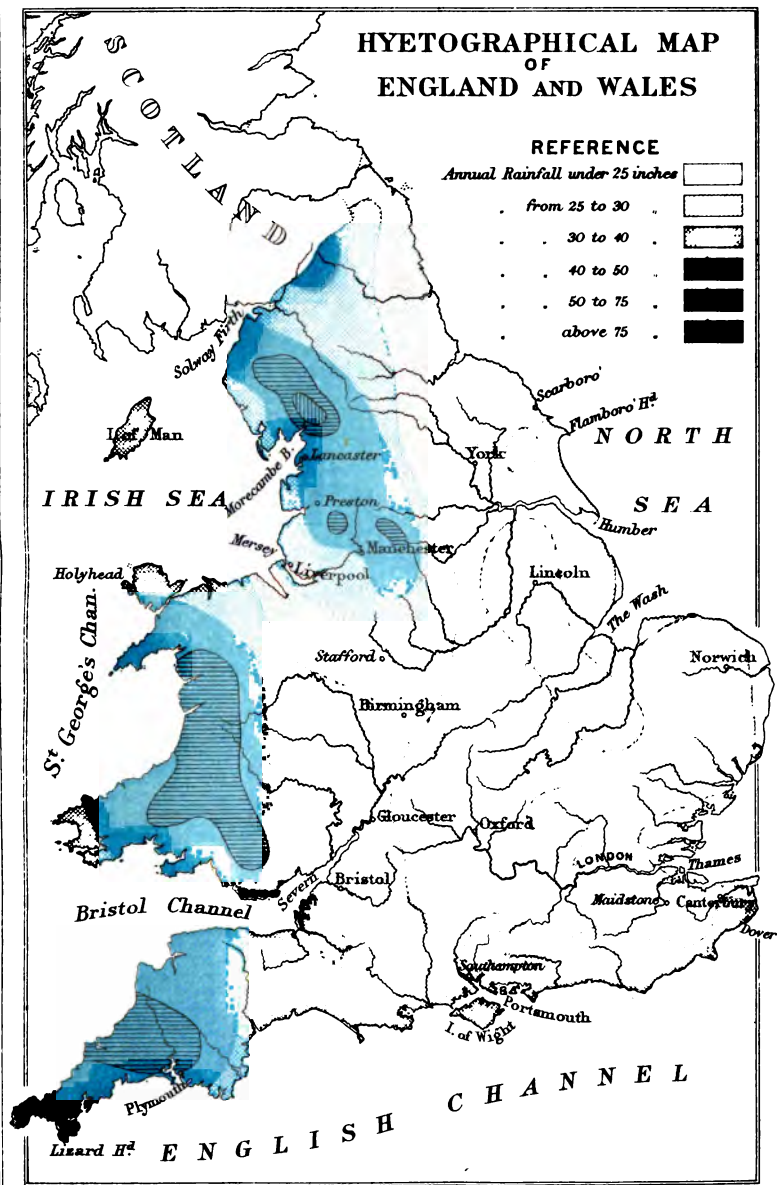 HYETOGRAPHICAL MAP
OF
ENGLAND AND WALES
REFERENCE
Annual Rainfall under 25 inches
" from 25 to 30 "
" " 30 to 40 "
" " 40 to 50 "
" " 50 to 75 "
" above 75 "
SCOTLAND
Solway Firth
Scarboro'
Flamboro' Hd.
I. of Man
NORTH
SEA
York
Lancaster
Morecambe B.
IRISH SEA
Preston
Humber
Mersey
Manchester
Liverpool
Holyhead
Lincoln
The Wash
St. George's Chan.
Stafford
Norwich
Birmingham
Gloucester
Oxford
LONDON
Thames
Severn
Bristol
Maidstone
Canterbury
Dover
Bristol Channel
Southampton
Portsmouth
I. of Wight
Plymouth
Lizard Hd.
ENGLISH CHANNEL